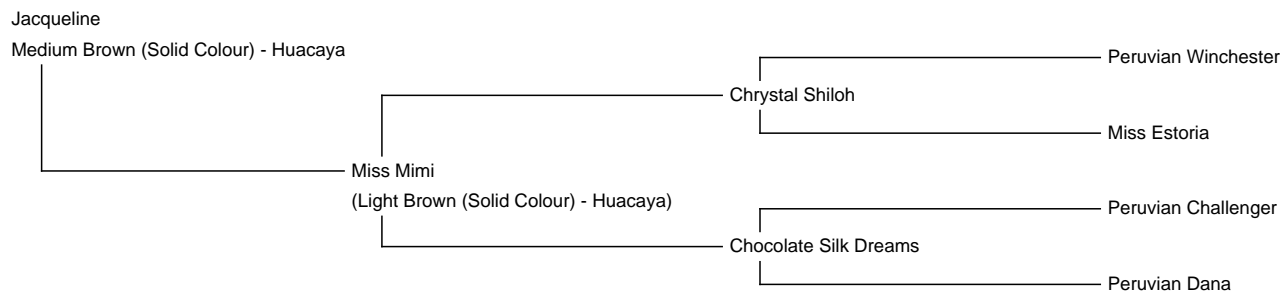 Jacqueline
Medium Brown (Solid Colour) - Huacaya
Peruvian Winchester
Chrystal Shiloh
Miss Estoria
Miss Mimi
(Light Brown (Solid Colour) - Huacaya)
Peruvian Challenger
Chocolate Silk Dreams
Peruvian Dana